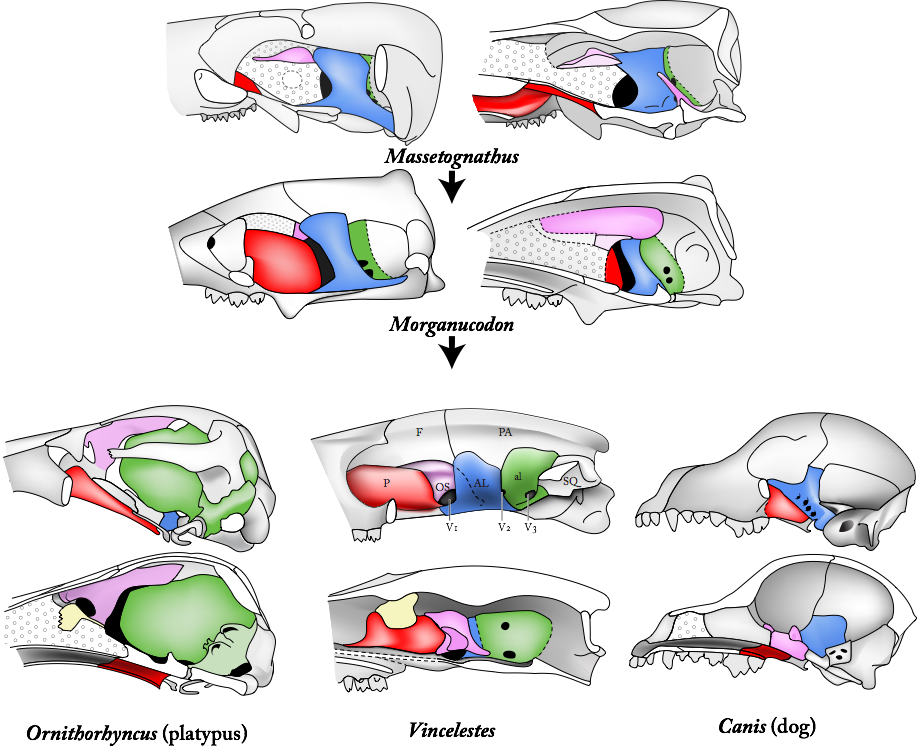 Massetognathus
Morganucodon
F PA
P OS AL al SQ
V1 V2 V3
Ornithorhyncus (platypus) Vincelestes Canis (dog)